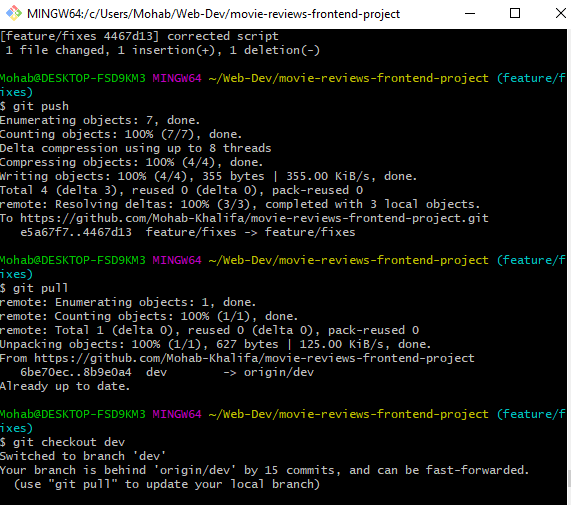 MINGW64:/c/Users/Mohab/Web-Dev/movie-reviews-frontend-project
[feature/fixes 4467d13] corrected script
1 file changed, 1 insertion(+), 1 deletion(-)
Mohab@DESKTOP-FSD9KM3 MINGW64 ~/Web-Dev/movie-reviews-frontend-project (feature/f
ixes)
$ git push
Enumerating objects: 7, done.
Counting objects: 100% (7/7), done.
Delta compression using up to 8 threads
Compressing objects: 100% (4/4), done.
Writing objects: 100% (4/4), 355 bytes | 355.00 KiB/s, done.
Total 4 (delta 3), reused 0 (delta 0), pack-reused 0
remote: Resolving deltas: 100% (3/3), completed with 3 local objects.
To https://github.com/Mohab-Khalifa/movie-reviews-frontend-project.git
e5a67f7..4467d13  feature/fixes -> feature/fixes
Mohab@DESKTOP-FSD9KM3 MINGW64 ~/Web-Dev/movie-reviews-frontend-project (feature/f
ixes)
$ git pull
remote: Enumerating objects: 1, done.
remote: Counting objects: 100% (1/1), done.
remote: Total 1 (delta 0), reused 0 (delta 0), pack-reused 0
Unpacking objects: 100% (1/1), 627 bytes | 125.00 KiB/s, done.
From https://github.com/Mohab-Khalifa/movie-reviews-frontend-project
6be70ec..8b9e0a4  dev        -> origin/dev
Already up to date.
Mohab@DESKTOP-FSD9KM3 MINGW64 ~/Web-Dev/movie-reviews-frontend-project (feature/f
ixes)
$ git checkout dev
Switched to branch 'dev'
Your branch is behind 'origin/dev' by 15 commits, and can be fast-forwarded.
(use "git pull" to update your local branch)